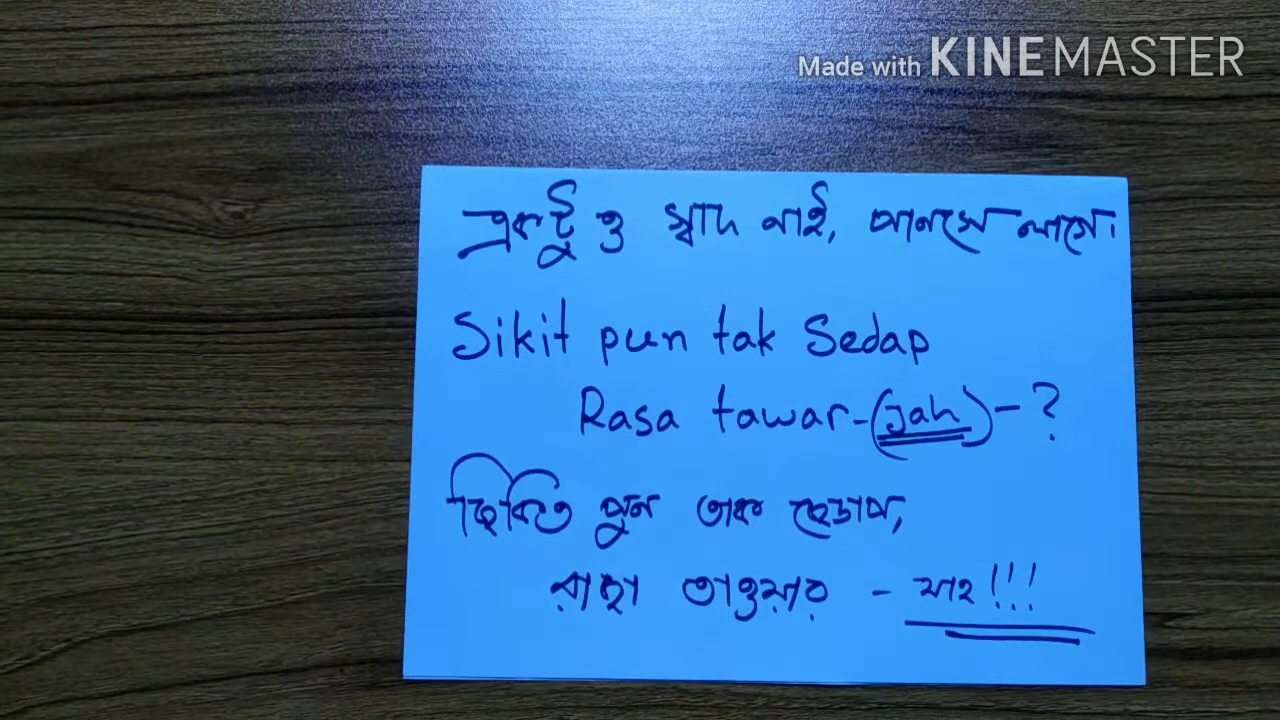 Made with KINEMASTER
একটু ও স্বাদ নাই, পানসে লাগে।
Sikit pun tak Sedap
Rasa tawar-(Jah)-?
ছিকিত পুন তাক ছেডাপ,
রাছা তাওয়ার - যাহ!!!